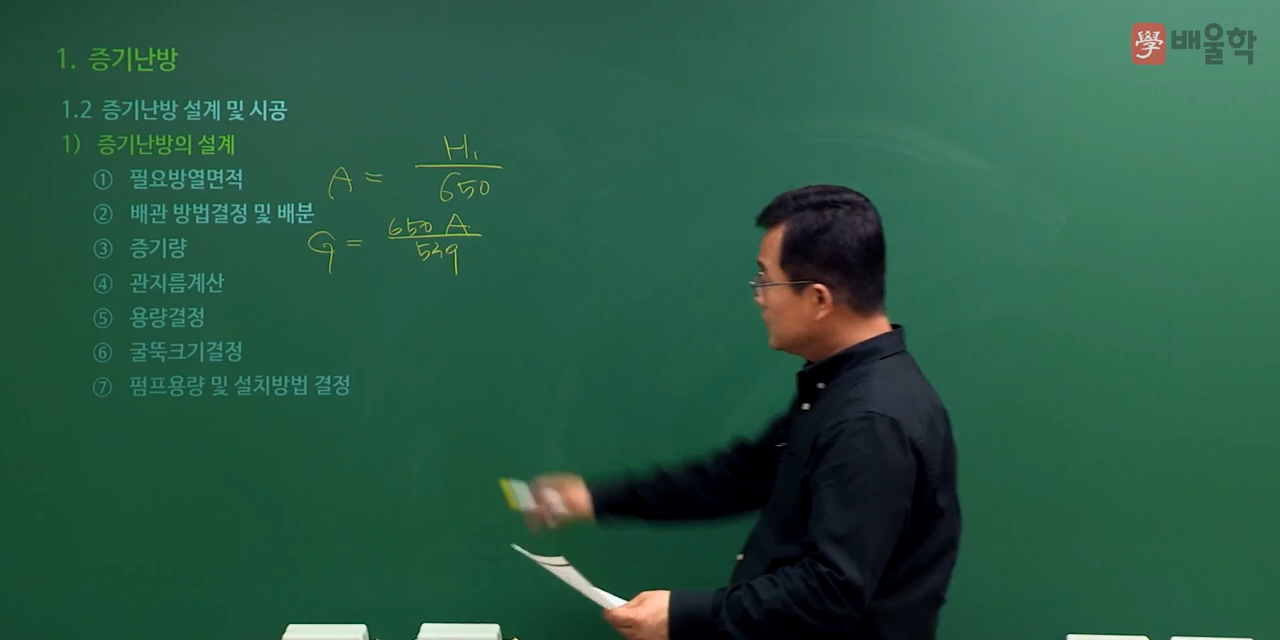 學 배울학
1. 증기난방
1.2 증기난방 설계 및 시공
1) 증기난방의 설계
① 필요방열면적
A = H₁ / 650
② 배관 방법결정 및 배분
③ 증기량
G = 650 A / 539
④ 관지름계산
⑤ 용량결정
⑥ 굴뚝크기결정
⑦ 펌프용량 및 설치방법 결정